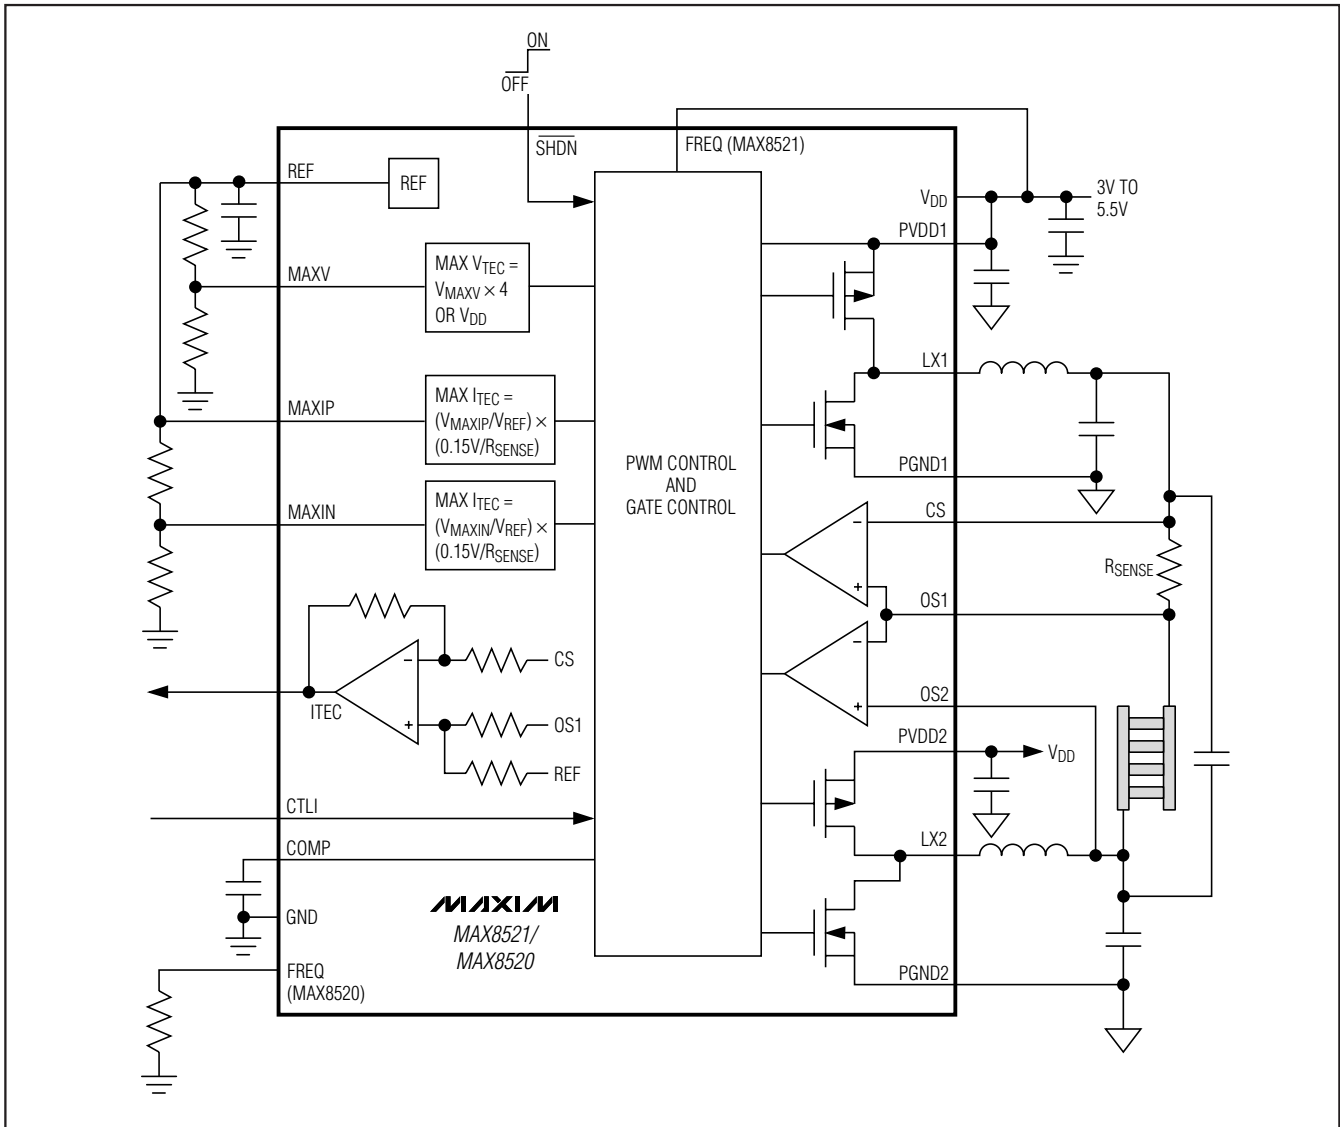 ON
OFF
SHDN
FREQ (MAX8521)
REF
REF
VDD
3V TO
5.5V
PVDD1
MAXV
MAX VTEC =
VMAXV × 4
OR VDD
LX1
MAXIP
MAX ITEC =
(VMAXIP/VREF) ×
(0.15V/RSENSE)
PWM CONTROL
AND
GATE CONTROL
PGND1
MAXIN
MAX ITEC =
(VMAXIN/VREF) ×
(0.15V/RSENSE)
CS
-
+
RSENSE
OS1
-
+
OS2
-
CS
ITEC
+
OS1
REF
PVDD2
VDD
CTLI
LX2
COMP
GND
MAXIM
MAX8521/
MAX8520
FREQ
(MAX8520)
PGND2